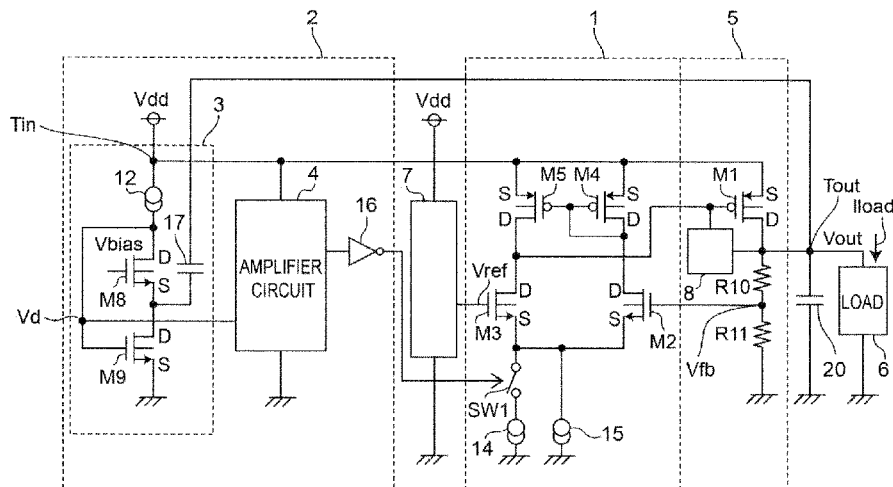 2
1
5
Vdd
Vdd
Tin
3
12
4
7
M5
M4
M1
S
S
S
D
D
D
Tout
Iload
Vout
17
16
Vbias
D
S
M8
AMPLIFIER
CIRCUIT
Vref
8
R10
LOAD
Vd
D
S
M9
D
S
M3
D
S
M2
R11
Vfb
20
6
SW1
14
15